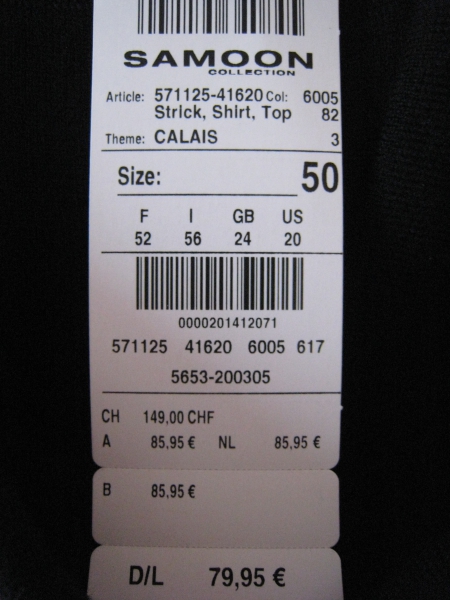 SAMOON
COLLECTION
Article: 571125-41620 Col: 6005
Strick, Shirt, Top 82
Theme: CALAIS 3
Size: 50
F I GB US
52 56 24 20
0000201412071
571125 41620 6005 617
5653-200305
CH 149,00 CHF
A 85,95 € NL 85,95 €
B 85,95 €
D/L 79,95 €